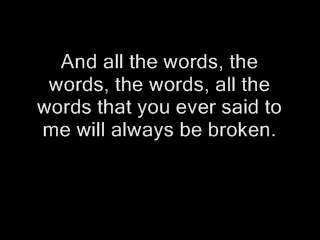 And all the words, the
words, the words, all the
words that you ever said to
me will always be broken.